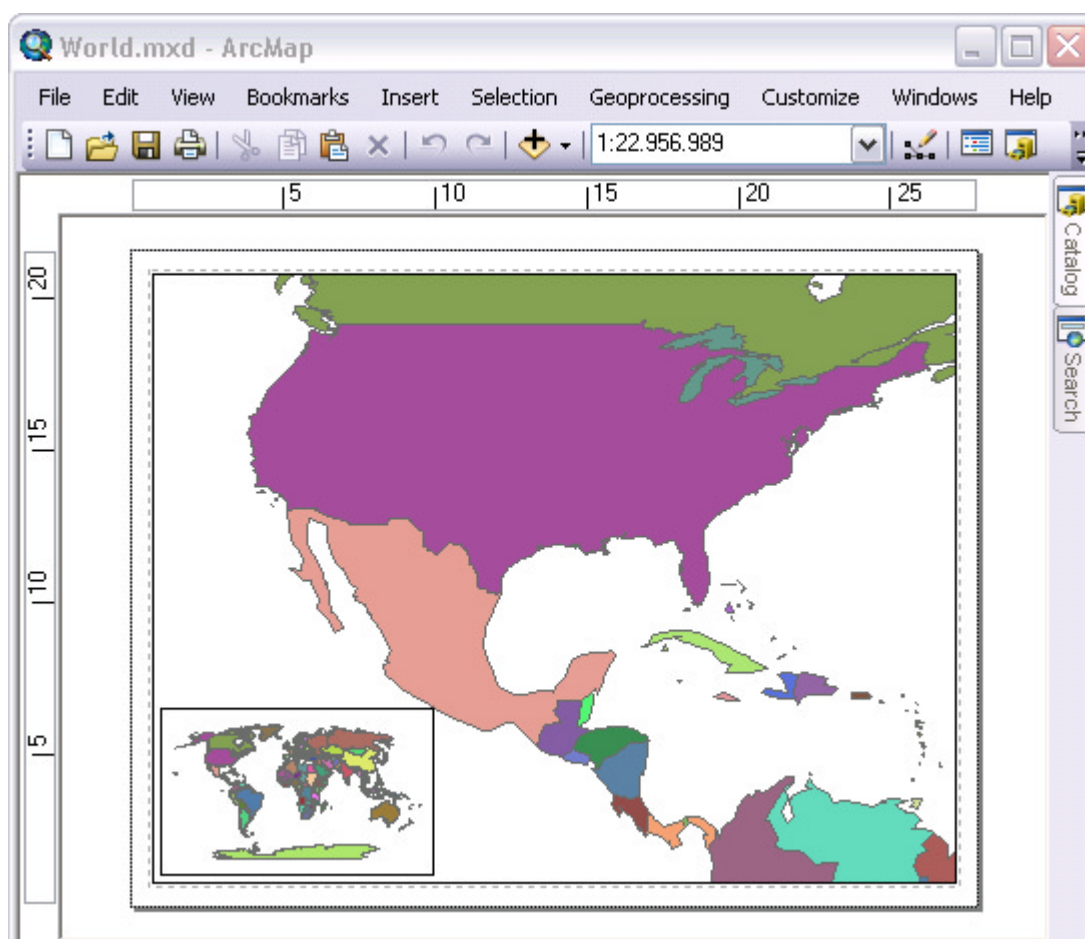 World.mxd - ArcMap
File Edit View Bookmarks Insert Selection Geoprocessing Customize Windows Help
1:22.956.989
5 10 15 20 25
20
15
10
5
Catalog
Search